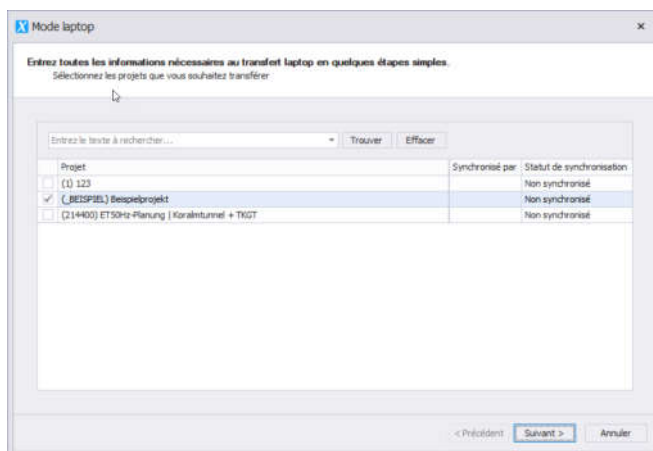 Mode laptop
Entrez toutes les informations nécessaires au transfert laptop en quelques étapes simples.
Sélectionnez les projets que vous souhaitez transférer
Entrez le texte à rechercher... Trouver Effacer
Projet Synchronisé par Statut de synchronisation
(1) 123 Non synchronisé
(_BEISPIEL) Beispielprojekt Non synchronisé
(214400) ET50Hz-Planung | Koralmtunnel + TKGT Non synchronisé
< Précédent Suivant > Annuler